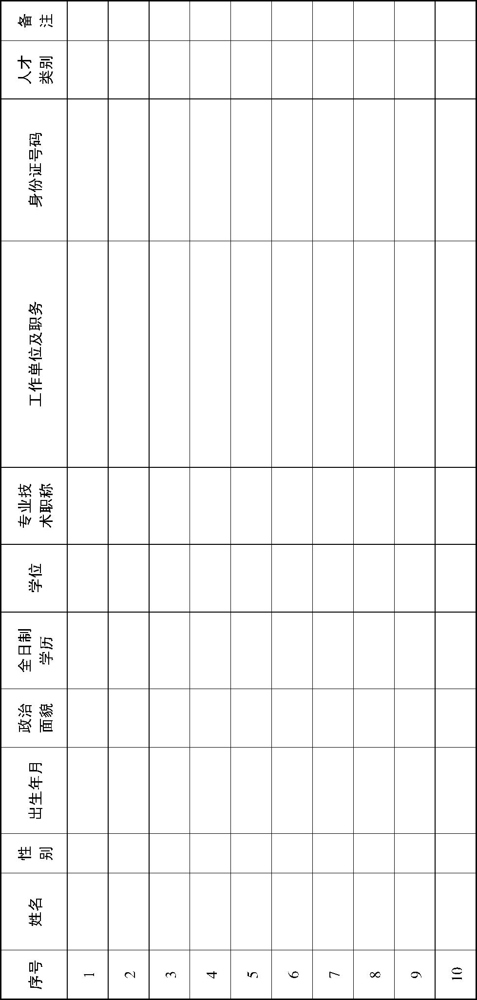 序号
姓名
性
别
出生年月
政治
面貌
全日制
学历
学位
专业技
术职称
工作单位及职务
身份证号码
人才
类别
备
注
1
2
3
4
5
6
7
8
9
10